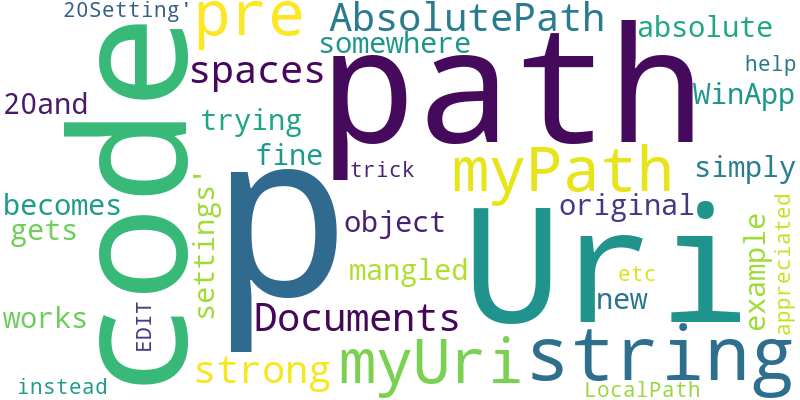 20Setting'
pre
AbsolutePath
somewhere
absolute
code
path
spaces
help
WinApp
20and
trying
fine
trick
myPath
simply
p
settings'
becomes
gets
object
original
Uri
example
appreciated
mangled
etc
new
Documents
EDIT
works
strong
myUri
string
instead
LocalPath